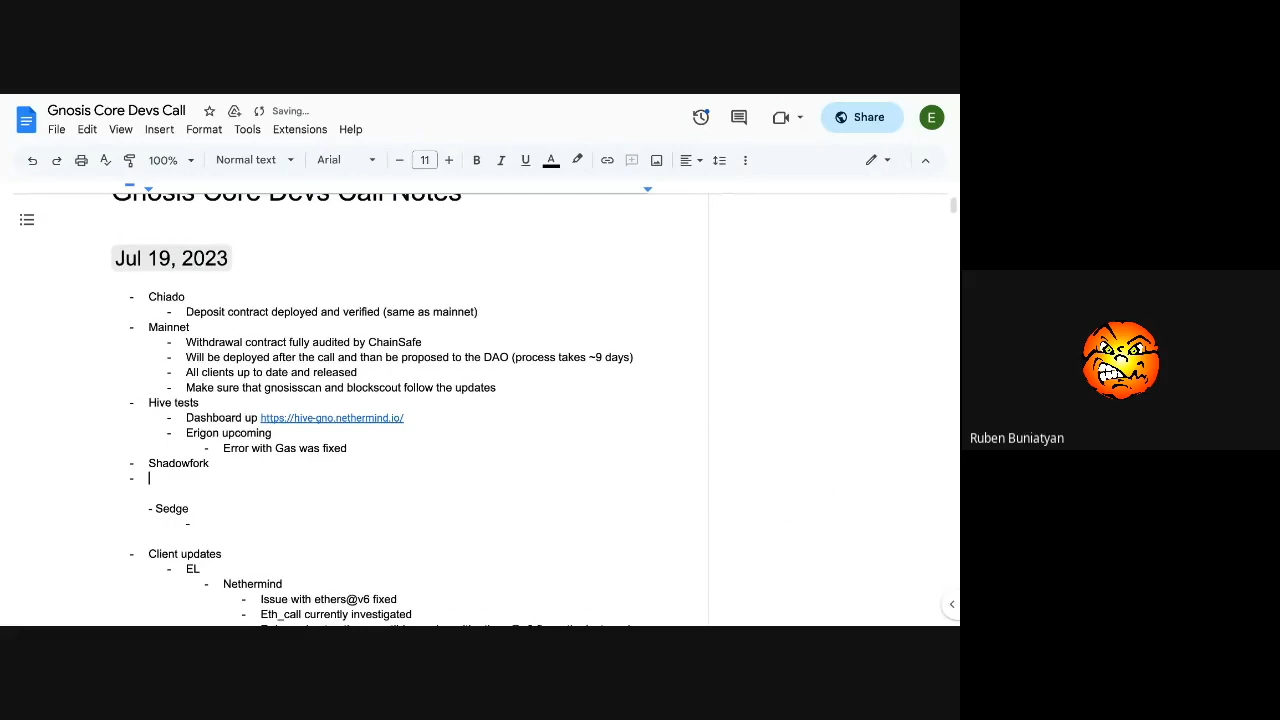 Gnosis Core Devs Call
Saving...
File Edit View Insert Format Tools Extensions Help
Share
E
100% Normal text Arial 11 B I U A
Gnosis Core Devs Call Notes
Jul 19, 2023
- Chiado
- Deposit contract deployed and verified (same as mainnet)
- Mainnet
- Withdrawal contract fully audited by ChainSafe
- Will be deployed after the call and than be proposed to the DAO (process takes ~9 days)
- All clients up to date and released
- Make sure that gnosisscan and blockscout follow the updates
- Hive tests
- Dashboard up https://hive-gno.nethermind.io/
- Erigon upcoming
- Error with Gas was fixed
- Shadowfork
-
- Sedge
-
- Client updates
- EL
- Nethermind
- Issue with ethers@v6 fixed
- Eth_call currently investigated
Ruben Buniatyan